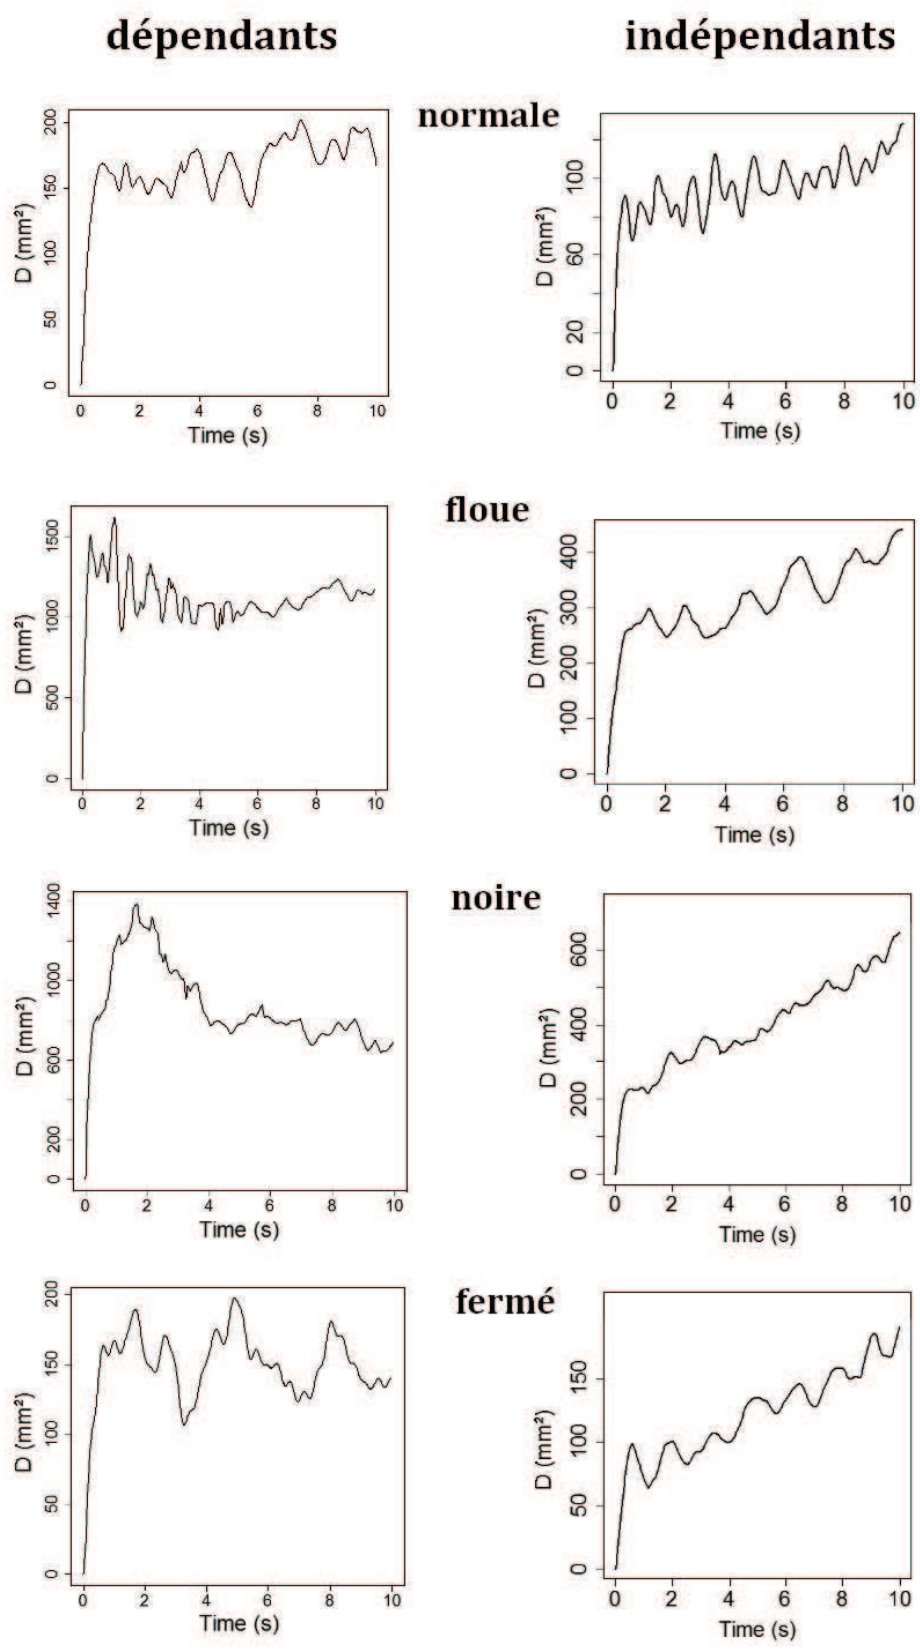 dépendants
indépendants
normale
D (mm²)
0 50 100 150 200
0 2 4 6 8 10
Time (s)
D (mm²)
0 20 60 100
0 2 4 6 8 10
Time (s)
floue
D (mm²)
0 500 1000 1500
0 2 4 6 8 10
Time (s)
D (mm²)
0 100 200 300 400
0 2 4 6 8 10
Time (s)
noire
D (mm²)
0 200 600 1000 1400
0 2 4 6 8 10
Time (s)
D (mm²)
0 200 400 600
0 2 4 6 8 10
Time (s)
fermé
D (mm²)
0 50 100 150 200
0 2 4 6 8 10
Time (s)
D (mm²)
0 50 100 150
0 2 4 6 8 10
Time (s)